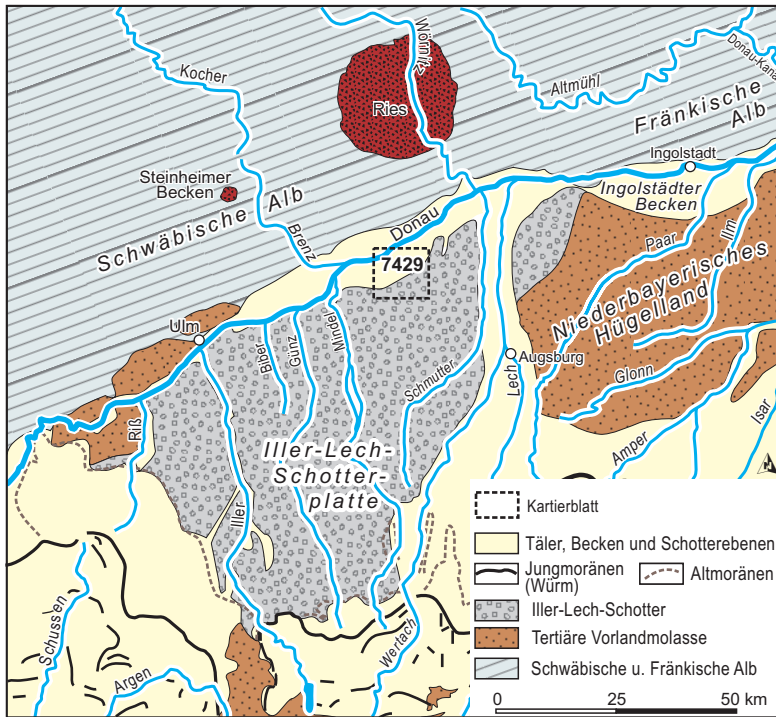 Kocher
Wörnitz
Altmühl
Donau-Kanal
Ries
Fränkische
Alb
Steinheimer
Becken
Ingolstadt
Ingolstädter
Becken
Schwäbische Alb
Brenz
Donau
7429
Paar
Ilm
Niederbayerisches
Hügelland
Ulm
Biber
Günz
Mindel
Schmutter
Augsburg
Lech
Glonn
Riß
Iller
Iller-Lech-
Schotter-
platte
Amper
Isar
Schussen
Argen
Wertach
Kartierblatt
Täler, Becken und Schotterebenen
Jungmoränen
(Würm)
Altmoränen
Iller-Lech-Schotter
Tertiäre Vorlandmolasse
Schwäbische u. Fränkische Alb
0 25 50 km